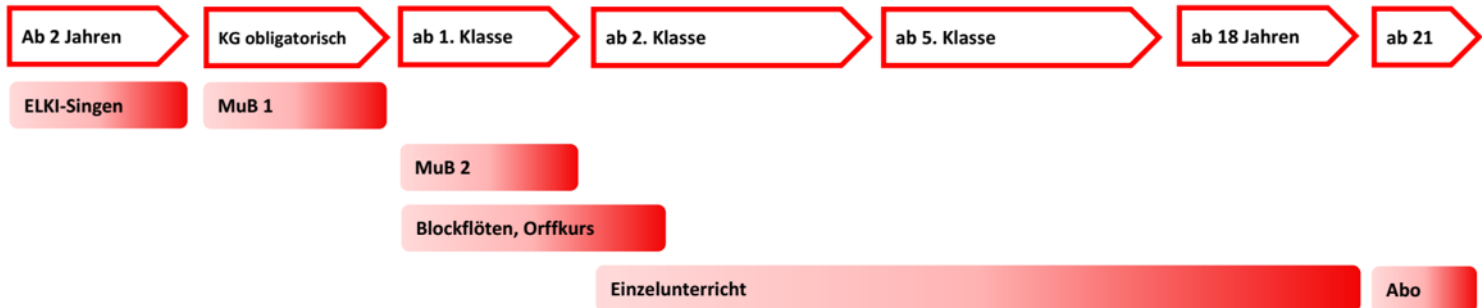 Ab 2 Jahren
KG obligatorisch
ab 1. Klasse
ab 2. Klasse
ab 5. Klasse
ab 18 Jahren
ab 21
ELKI-Singen
MuB 1
MuB 2
Blockflöten, Orffkurs
Einzelunterricht
Abo